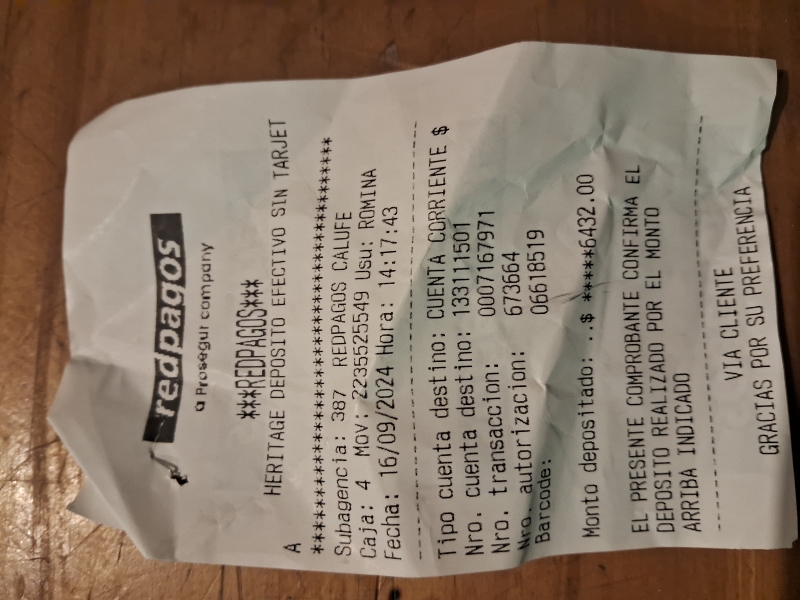 redpagos
a Prosegur company
***REDPAGOS***
HERITAGE DEPOSITO EFECTIVO SIN TARJET
A
***********************************
Subagencia: 387 REDPAGOS CALUFE
Caja: 4 Mov: 2235525549 Usu: ROMINA
Fecha: 16/09/2024 Hora: 14:17:43
Tipo cuenta destino: CUENTA CORRIENTE $
Nro. cuenta destino: 133111501
Nro. transaccion: 0007167971
Nro. autorizacion: 673664
Barcode: 06618519
Monto depositado: ..$ *****6432.00
EL PRESENTE COMPROBANTE CONFIRMA EL
DEPOSITO REALIZADO POR EL MONTO
ARRIBA INDICADO
VIA CLIENTE
GRACIAS POR SU PREFERENCIA